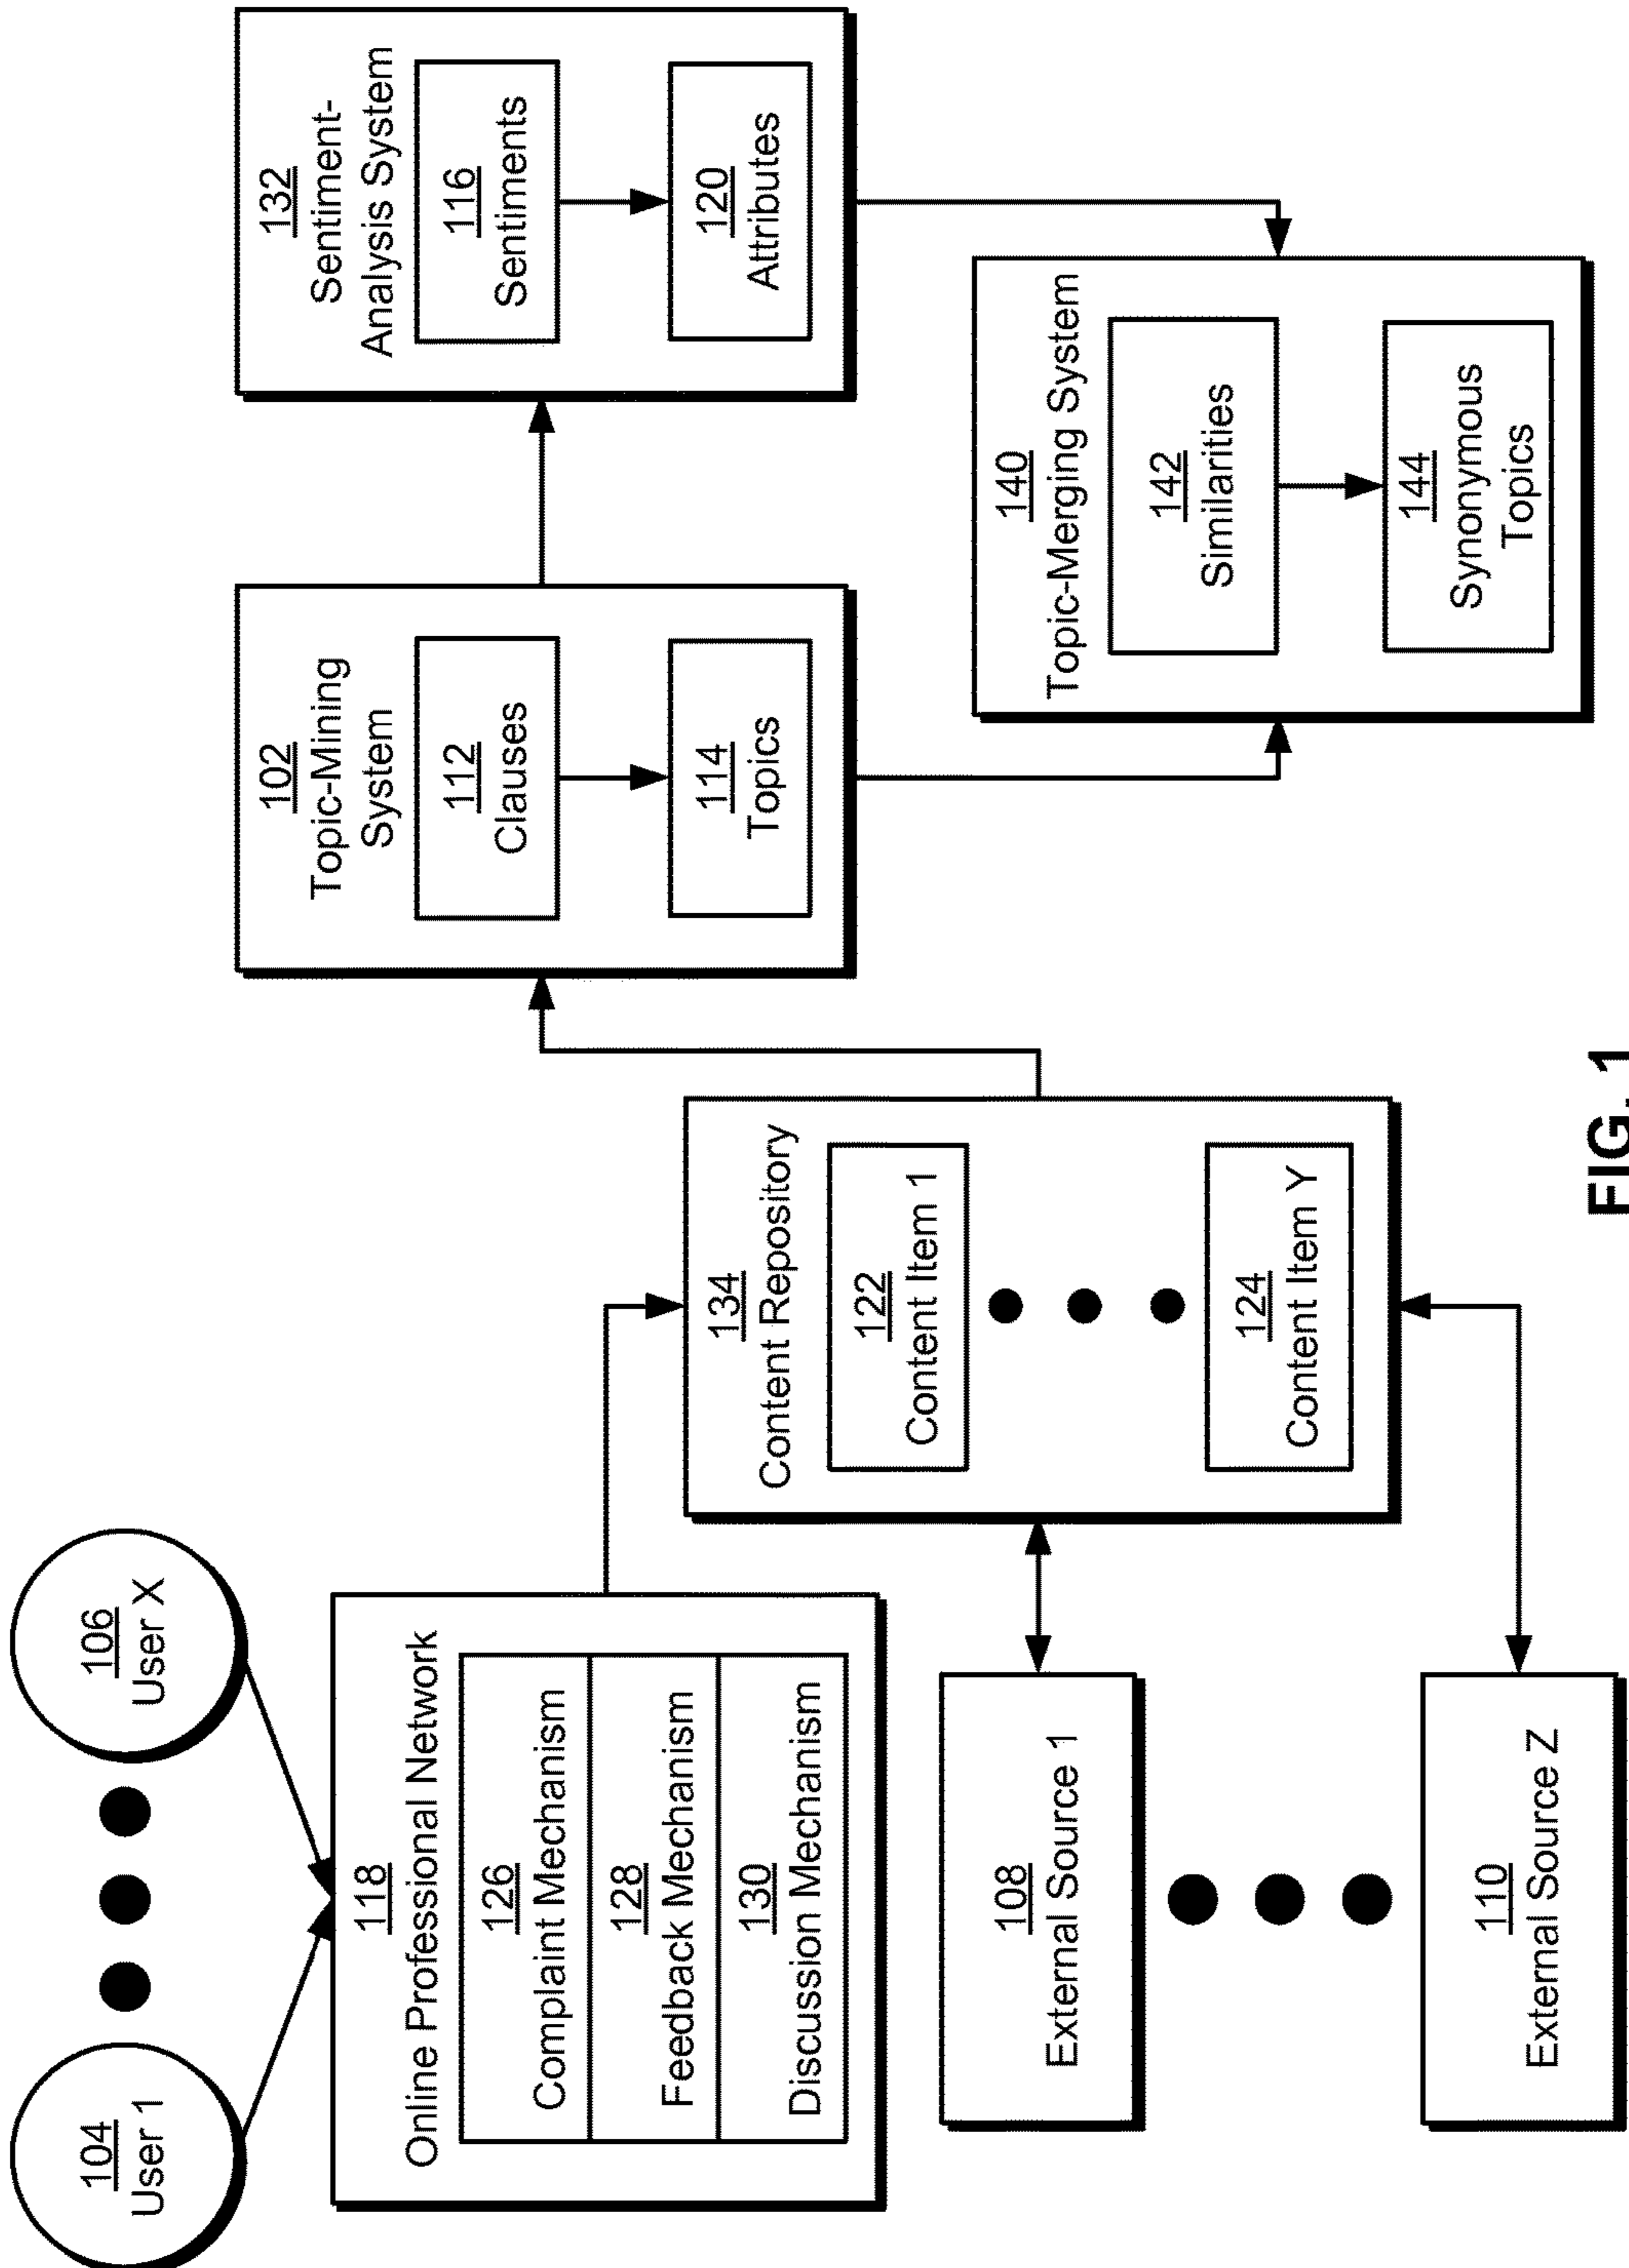 104
User 1
106
User X
118
Online Professional Network
126
Complaint Mechanism
128
Feedback Mechanism
130
Discussion Mechanism
108
External Source 1
110
External Source Z
134
Content Repository
122
Content Item 1
124
Content Item Y
102
Topic-Mining
System
112
Clauses
114
Topics
132
Sentiment-
Analysis System
116
Sentiments
120
Attributes
140
Topic-Merging System
142
Similarities
144
Synonymous
Topics
FIG. 1